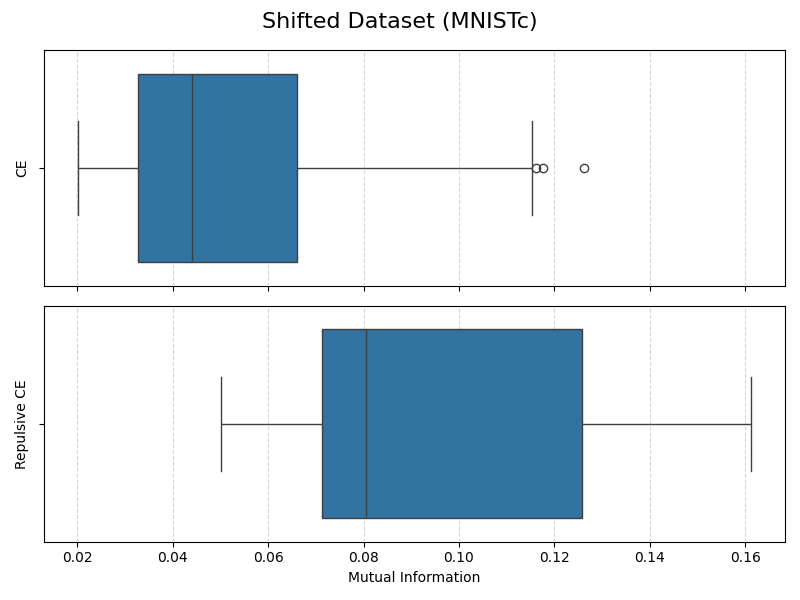 Shifted Dataset (MNISTc)
CE
Repulsive CE
0.02 0.04 0.06 0.08 0.10 0.12 0.14 0.16
Mutual Information